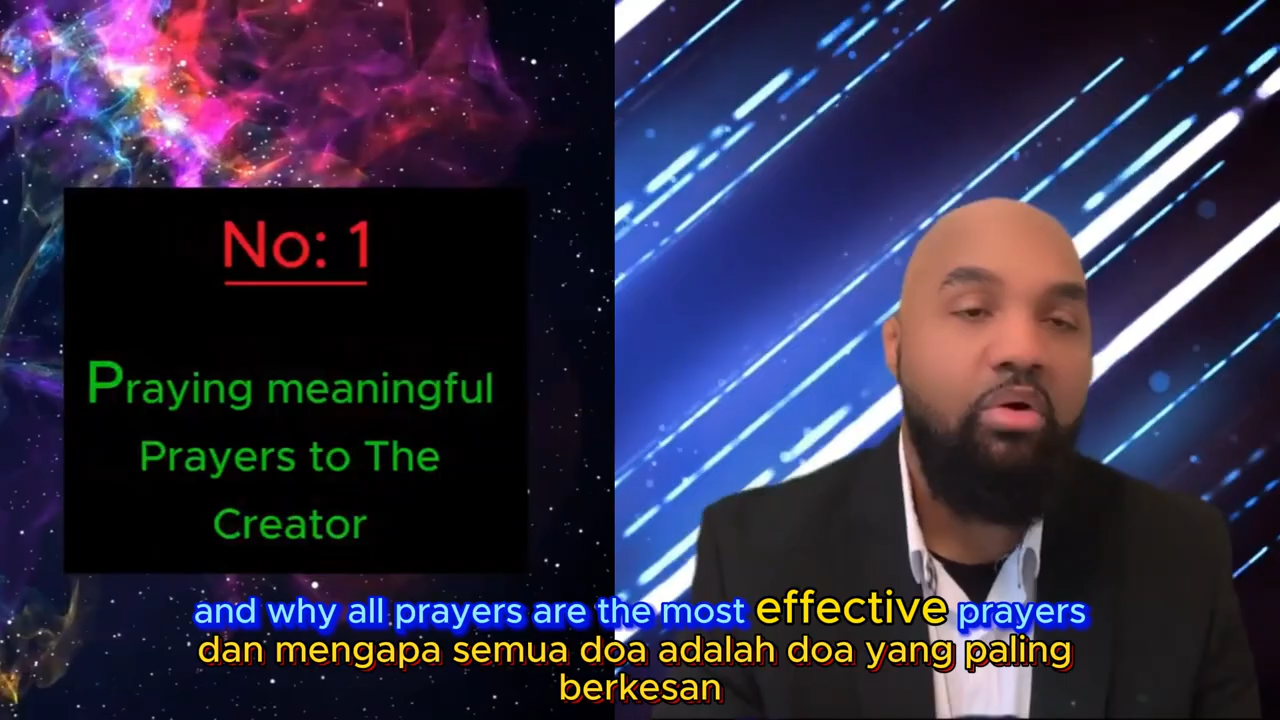 No: 1
Praying meaningful
Prayers to The
Creator
and why all prayers are the most effective prayers
dan mengapa semua doa adalah doa yang paling
berkesan